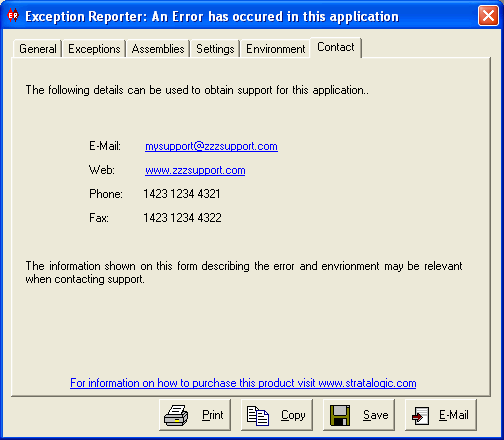 ER Exception Reporter: An Error has occured in this application
General Exceptions Assemblies Settings Environment Contact
The following details can be used to obtain support for this application..
E-Mail: mysupport@zzzsupport.com
Web: www.zzzsupport.com
Phone: 1423 1234 4321
Fax: 1423 1234 4322
The information shown on this form describing the error and envrionment may be relevant
when contacting support.
For information on how to purchase this product visit www.stratalogic.com
Print Copy Save E-Mail